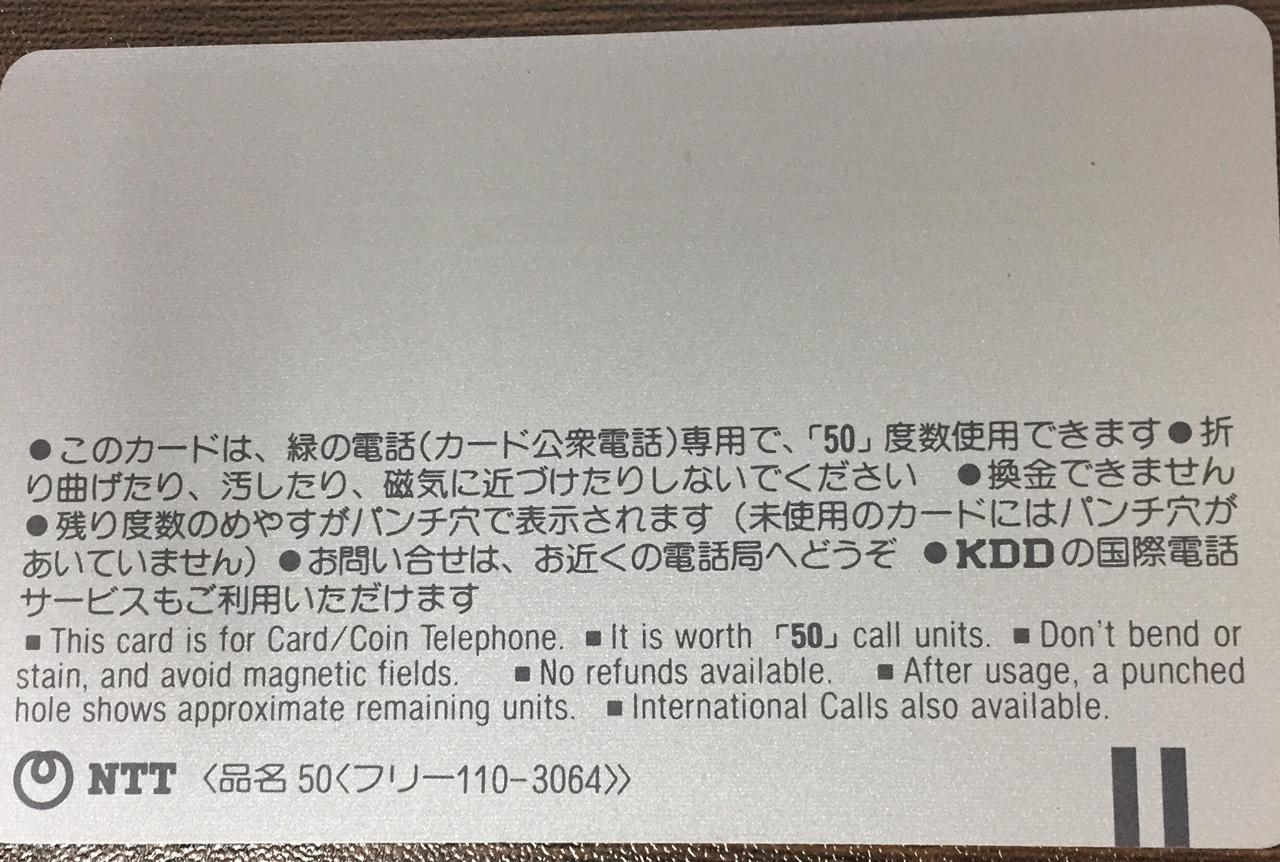 ●このカードは、緑の電話(カード公衆電話)専用で、「50」度数使用できます●折
り曲げたり、汚したり、磁気に近づけたりしないでください ●換金できません
●残り度数のめやすがパンチ穴で表示されます（未使用のカードにはパンチ穴が
あいていません）●お問い合せは、お近くの電話局へどうぞ ●KDDの国際電話
サービスもご利用いただけます
■This card is for Card/Coin Telephone. ■It is worth 「50」 call units. ■Don't bend or
stain, and avoid magnetic fields. ■No refunds available. ■After usage, a punched
hole shows approximate remaining units. ■International Calls also available.
NTT 〈品名 50〈フリー110-3064〉〉